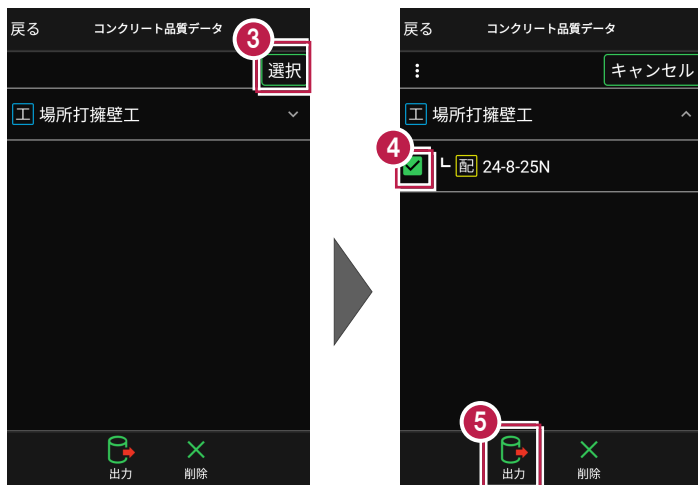 戻る
コンクリート品質データ
3
選択
工 場所打擁壁工
出力
削除
戻る
コンクリート品質データ
キャンセル
工 場所打擁壁工
4
配 24-8-25N
5
出力
削除